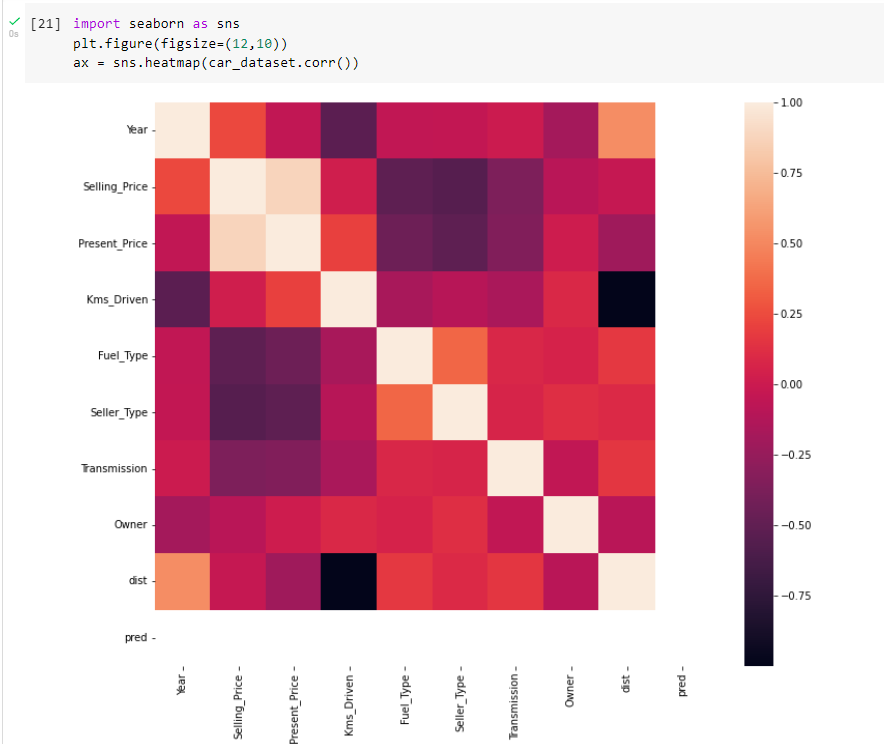 [21] import seaborn as sns
0s
plt.figure(figsize=(12,10))
ax = sns.heatmap(car_dataset.corr())
Year
Selling_Price
Present_Price
Kms_Driven
Fuel_Type
Seller_Type
Transmission
Owner
dist
pred
1.00
0.75
0.50
0.25
0.00
−0.25
−0.50
−0.75
Year
Selling_Price
Present_Price
Kms_Driven
Fuel_Type
Seller_Type
Transmission
Owner
dist
pred